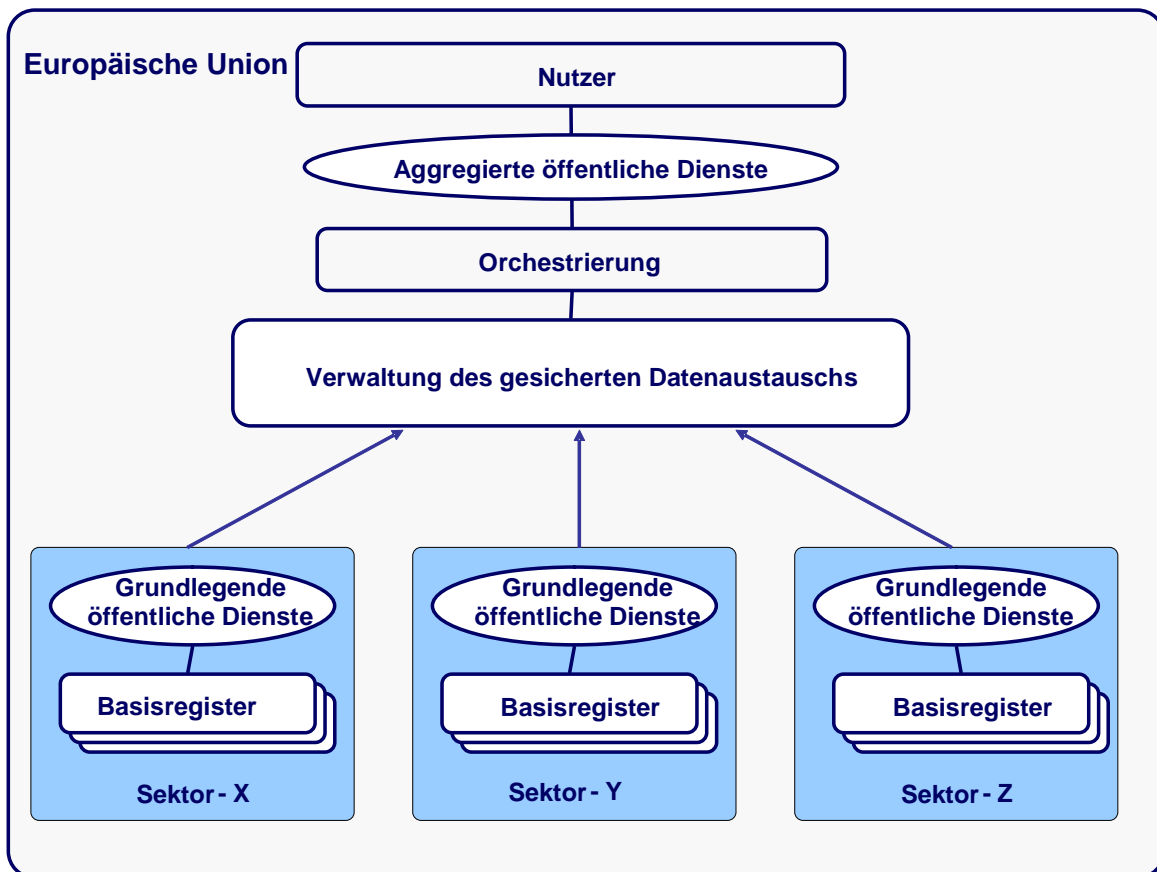 Europäische Union
Nutzer
Aggregierte öffentliche Dienste
Orchestrierung
Verwaltung des gesicherten Datenaustauschs
Grundlegende
öffentliche Dienste
Basisregister
Sektor - X
Grundlegende
öffentliche Dienste
Basisregister
Sektor - Y
Grundlegende
öffentliche Dienste
Basisregister
Sektor - Z